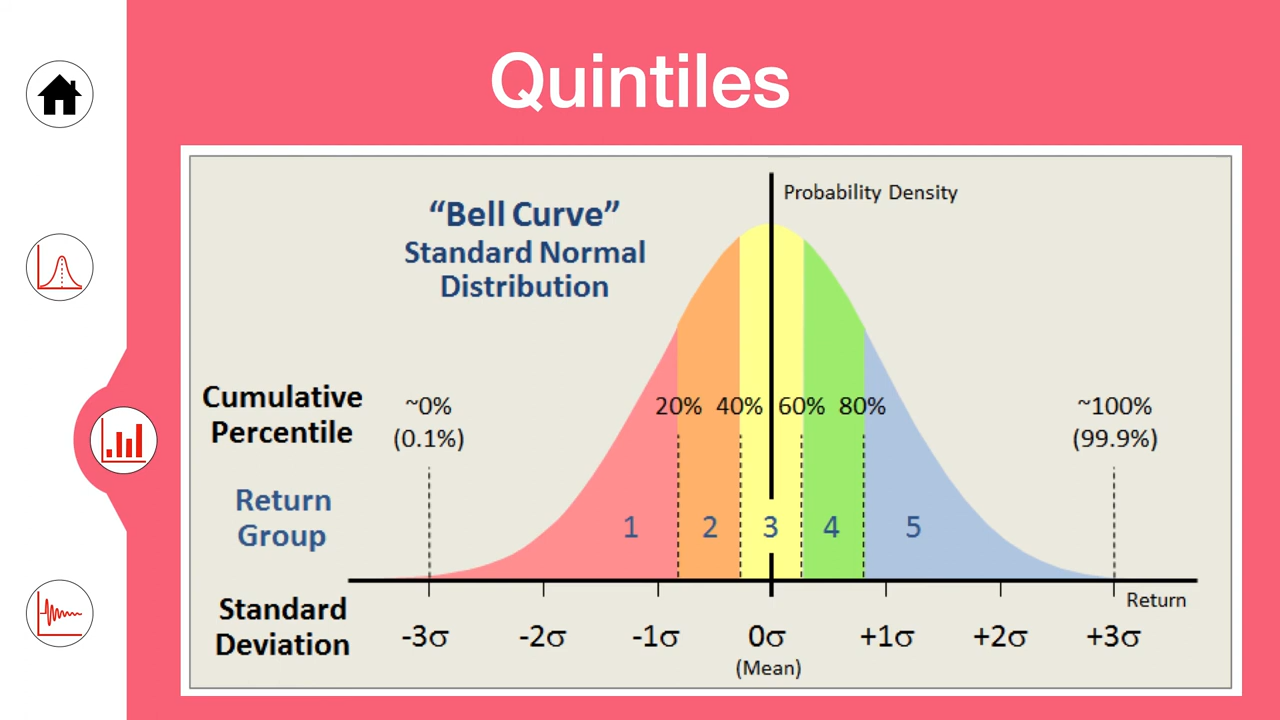 Quintiles
Probability Density
“Bell Curve”
Standard Normal
Distribution
Cumulative
Percentile
~0%
(0.1%)
20% 40% 60% 80%
~100%
(99.9%)
Return
Group
1 2 3 4 5
Return
Standard
Deviation
-3σ -2σ -1σ 0σ +1σ +2σ +3σ
(Mean)